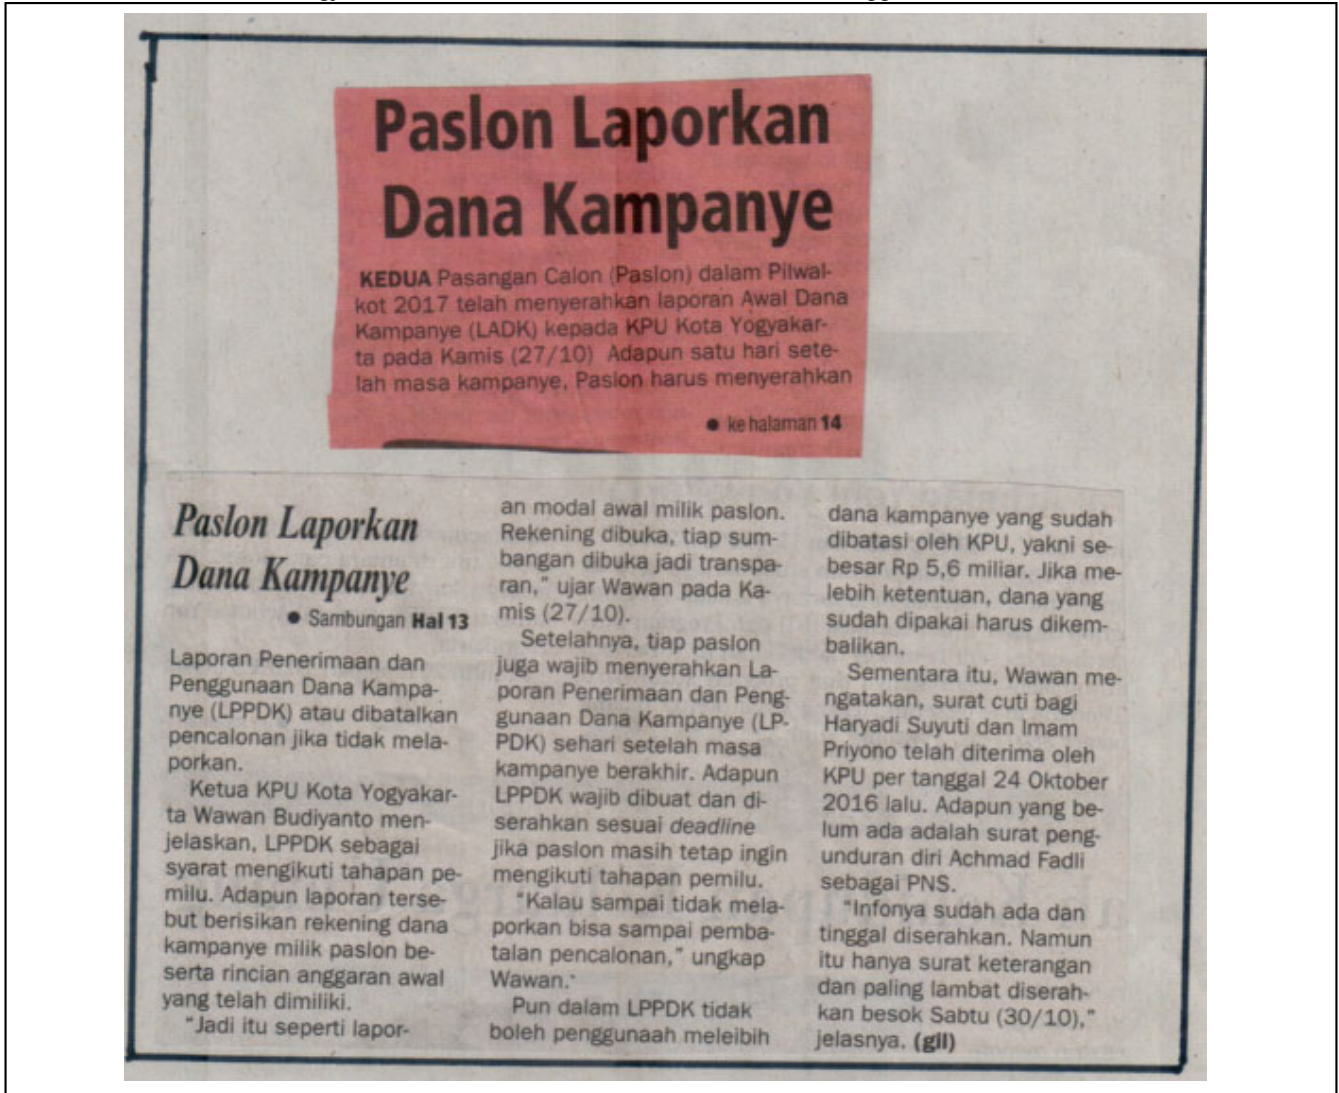 Paslon Laporkan
Dana Kampanye
KEDUA Pasangan Calon (Paslon) dalam Pilwal-
kot 2017 telah menyerahkan laporan Awal Dana
Kampanye (LADK) kepada KPU Kota Yogyakar-
ta pada Kamis (27/10) Adapun satu hari sete-
lah masa kampanye, Paslon harus menyerahkan
● ke halaman 14
Paslon Laporkan
Dana Kampanye
● Sambungan Hal 13
Laporan Penerimaan dan
Penggunaan Dana Kampa-
nye (LPPDK) atau dibatalkan
pencalonan jika tidak mela-
porkan.
Ketua KPU Kota Yogyakar-
ta Wawan Budiyanto men-
jelaskan, LPPDK sebagai
syarat mengikuti tahapan pe-
milu. Adapun laporan terse-
but berisikan rekening dana
kampanye milik paslon be-
serta rincian anggaran awal
yang telah dimiliki.
"Jadi itu seperti lapor-
an modal awal milik paslon.
Rekening dibuka, tiap sum-
bangan dibuka jadi transpa-
ran," ujar Wawan pada Ka-
mis (27/10).
Setelahnya, tiap paslon
juga wajib menyerahkan La-
poran Penerimaan dan Peng-
gunaan Dana Kampanye (LP-
PDK) sehari setelah masa
kampanye berakhir. Adapun
LPPDK wajib dibuat dan di-
serahkan sesuai deadline
jika paslon masih tetap ingin
mengikuti tahapan pemilu.
"Kalau sampai tidak mela-
porkan bisa sampai pemba-
talan pencalonan," ungkap
Wawan.
Pun dalam LPPDK tidak
boleh penggunaah meleibih
dana kampanye yang sudah
dibatasi oleh KPU, yakni se-
besar Rp 5,6 miliar. Jika me-
lebih ketentuan, dana yang
sudah dipakai harus dikem-
balikan.
Sementara itu, Wawan me-
ngatakan, surat cuti bagi
Haryadi Suyuti dan Imam
Priyono telah diterima oleh
KPU per tanggal 24 Oktober
2016 lalu. Adapun yang be-
lum ada adalah surat peng-
unduran diri Achmad Fadli
sebagai PNS.
"Infonya sudah ada dan
tinggal diserahkan. Namun
itu hanya surat keterangan
dan paling lambat diserah-
kan besok Sabtu (30/10),"
jelasnya. (gil)